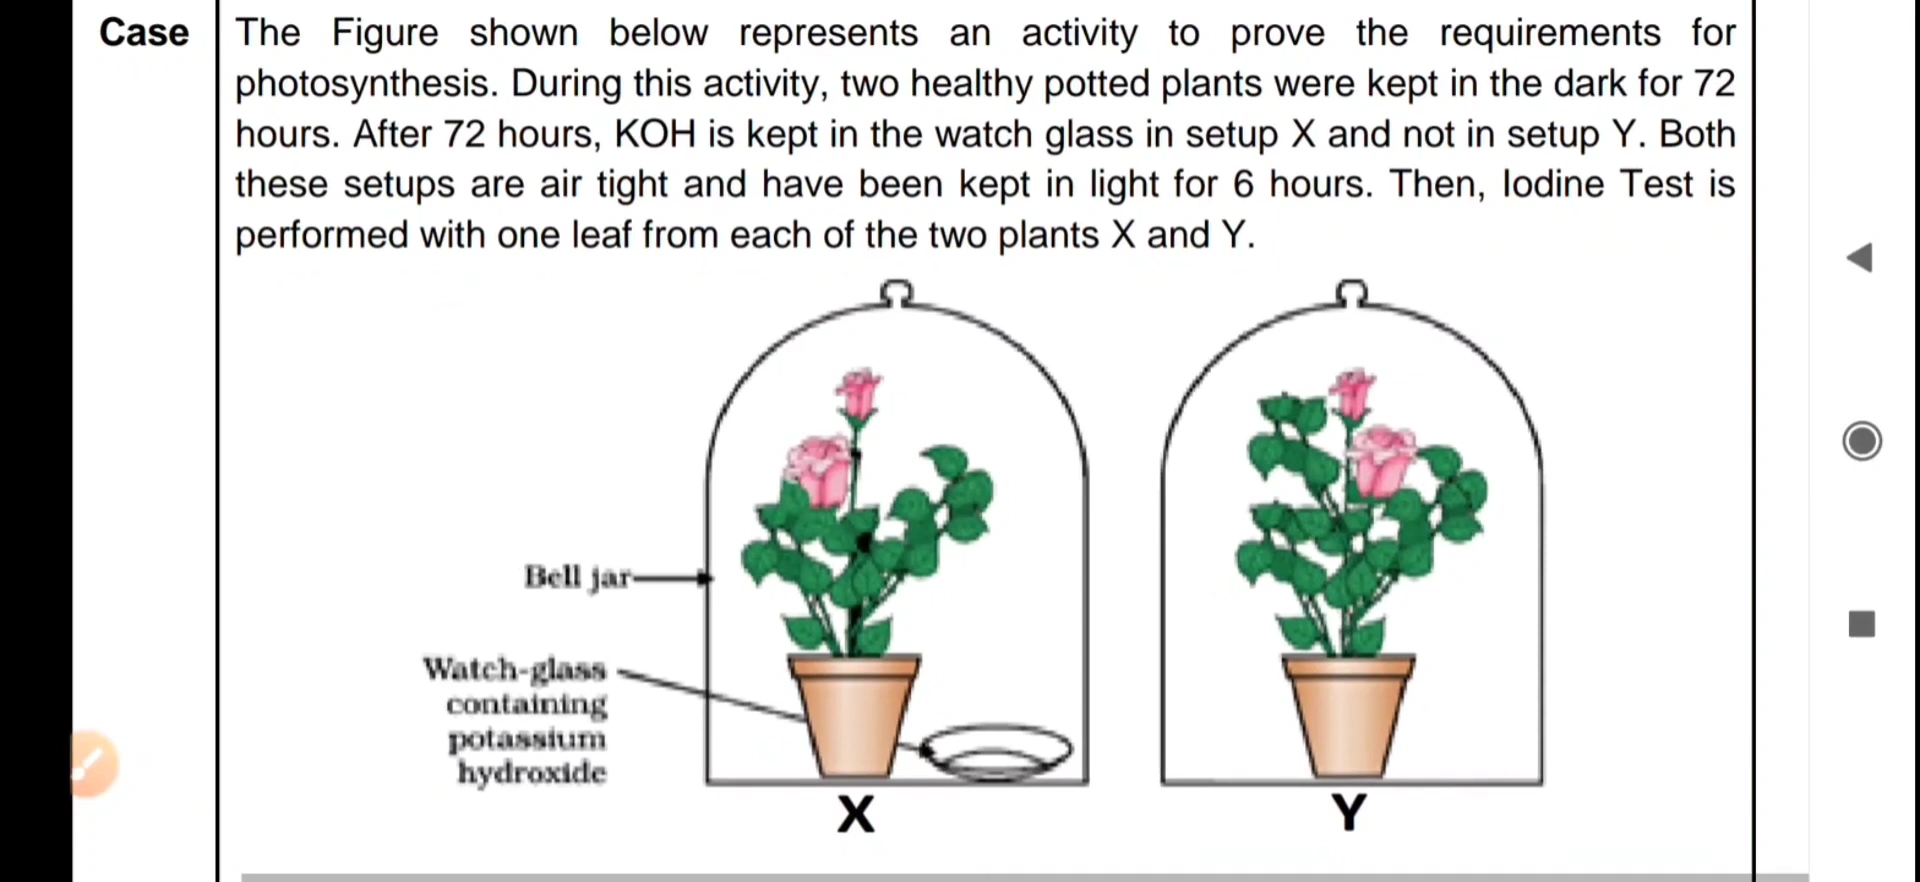 Case
The Figure shown below represents an activity to prove the requirements for
photosynthesis. During this activity, two healthy potted plants were kept in the dark for 72
hours. After 72 hours, KOH is kept in the watch glass in setup X and not in setup Y. Both
these setups are air tight and have been kept in light for 6 hours. Then, Iodine Test is
performed with one leaf from each of the two plants X and Y.
Bell jar
Watch-glass
containing
potassium
hydroxide
X
Y